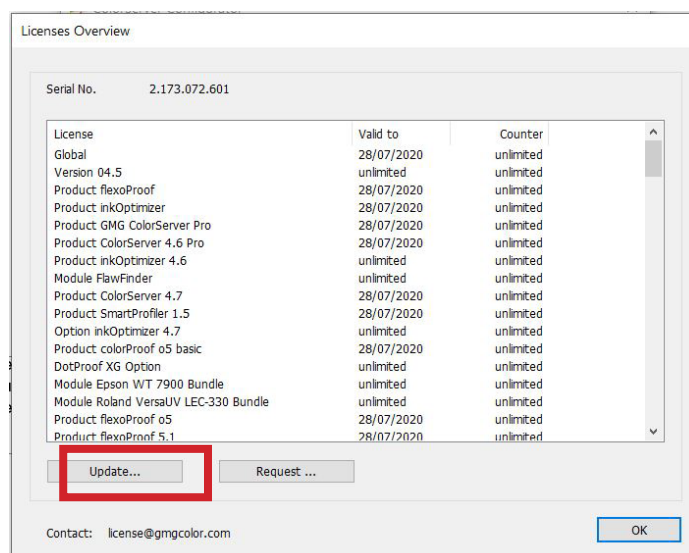 ColorServer Configurator
Licenses Overview
Serial No. 2.173.072.601
License Valid to Counter
Global 28/07/2020 unlimited
Version 04.5 unlimited unlimited
Product flexoProof 28/07/2020 unlimited
Product inkOptimizer 28/07/2020 unlimited
Product GMG ColorServer Pro 28/07/2020 unlimited
Product ColorServer 4.6 Pro 28/07/2020 unlimited
Product inkOptimizer 4.6 unlimited unlimited
Module FlawFinder unlimited unlimited
Product ColorServer 4.7 28/07/2020 unlimited
Product SmartProfiler 1.5 28/07/2020 unlimited
Option inkOptimizer 4.7 unlimited unlimited
Product colorProof o5 basic 28/07/2020 unlimited
DotProof XG Option unlimited unlimited
Module Epson WT 7900 Bundle unlimited unlimited
Module Roland VersaUV LEC-330 Bundle unlimited unlimited
Product flexoProof o5 28/07/2020 unlimited
Product flexoProof 5.1 28/07/2020 unlimited
Update... Request ...
Contact: license@gmgcolor.com OK